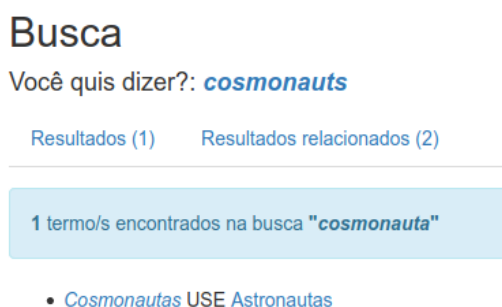 Busca
Você quis dizer?: cosmonauts
Resultados (1) Resultados relacionados (2)
1 termo/s encontrados na busca "cosmonauta"
• Cosmonautas USE Astronautas